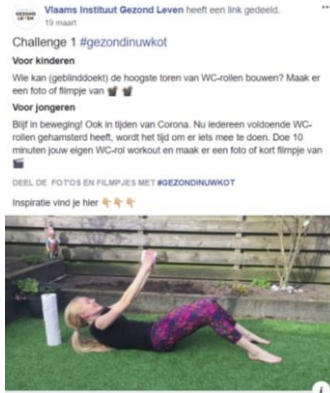 Vlaams Instituut Gezond Leven heeft een link gedeeld.
19 maart
GEZOND
LEVEN
Challenge 1 #gezondinuwkot
Voor kinderen
Wie kan (geblinddoekt) de hoogste toren van WC-rollen bouwen? Maak er
een foto of filmpje van
Voor jongeren
Blijf in beweging! Ook in tijden van Corona. Nu iedereen voldoende WC-
rollen gehamsterd heeft, wordt het tijd om er iets mee te doen. Doe 10
minuten jouw eigen WC-rol workout en maak er een foto of kort filmpje van
DEEL DE FOTO'S EN FILMPJES MET #GEZONDINUWKOT
Inspiratie vind je hier